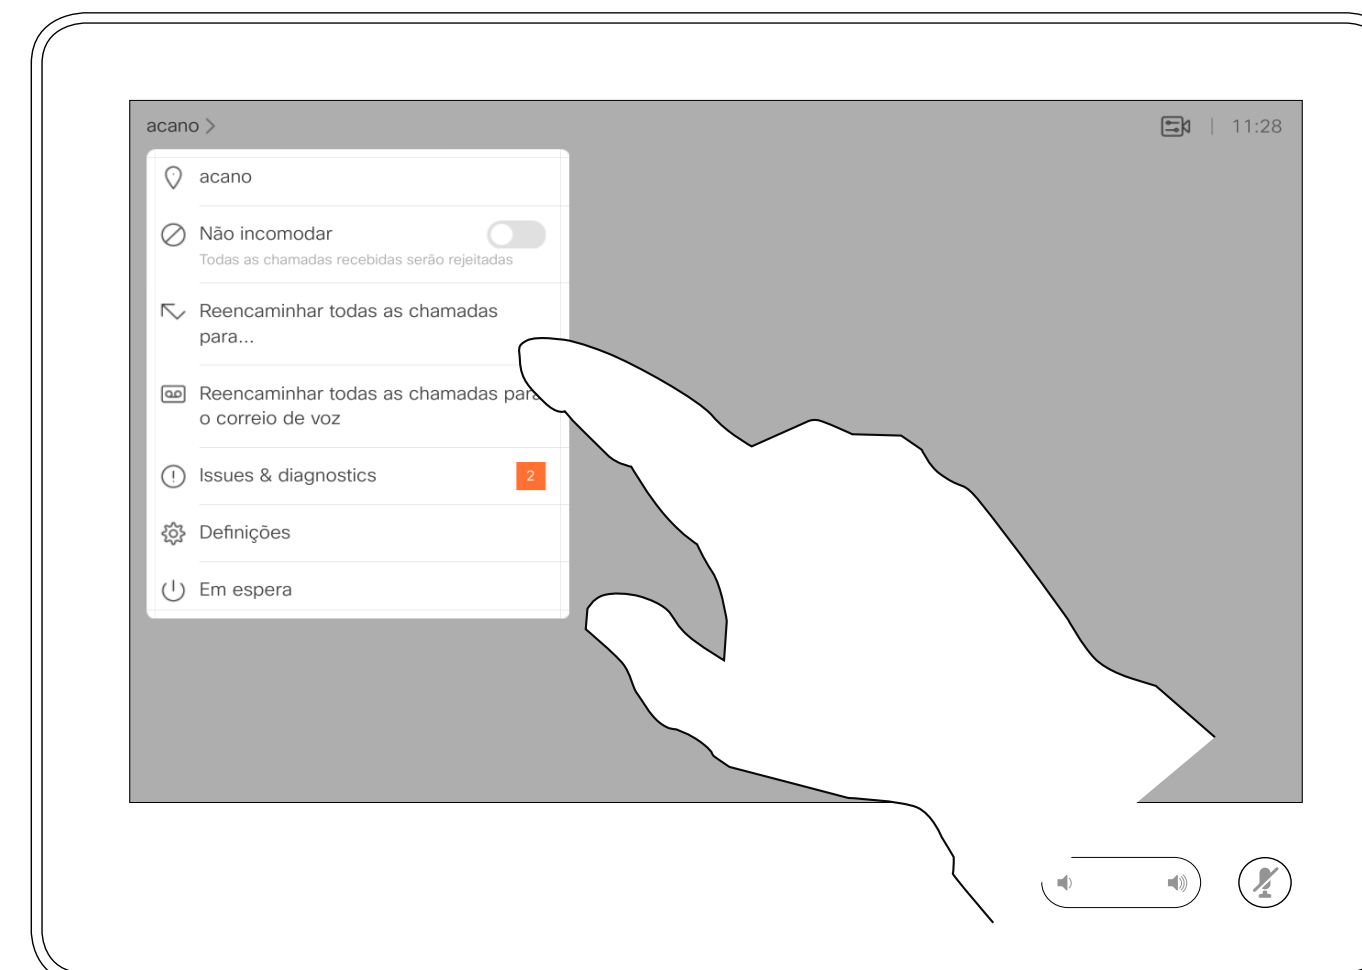 acano
11:28
acano
Não incomodar
Todas as chamadas recebidas serão rejeitadas
Reencaminhar todas as chamadas
para...
Reencaminhar todas as chamadas para
o correio de voz
Issues & diagnostics
2
Definições
Em espera